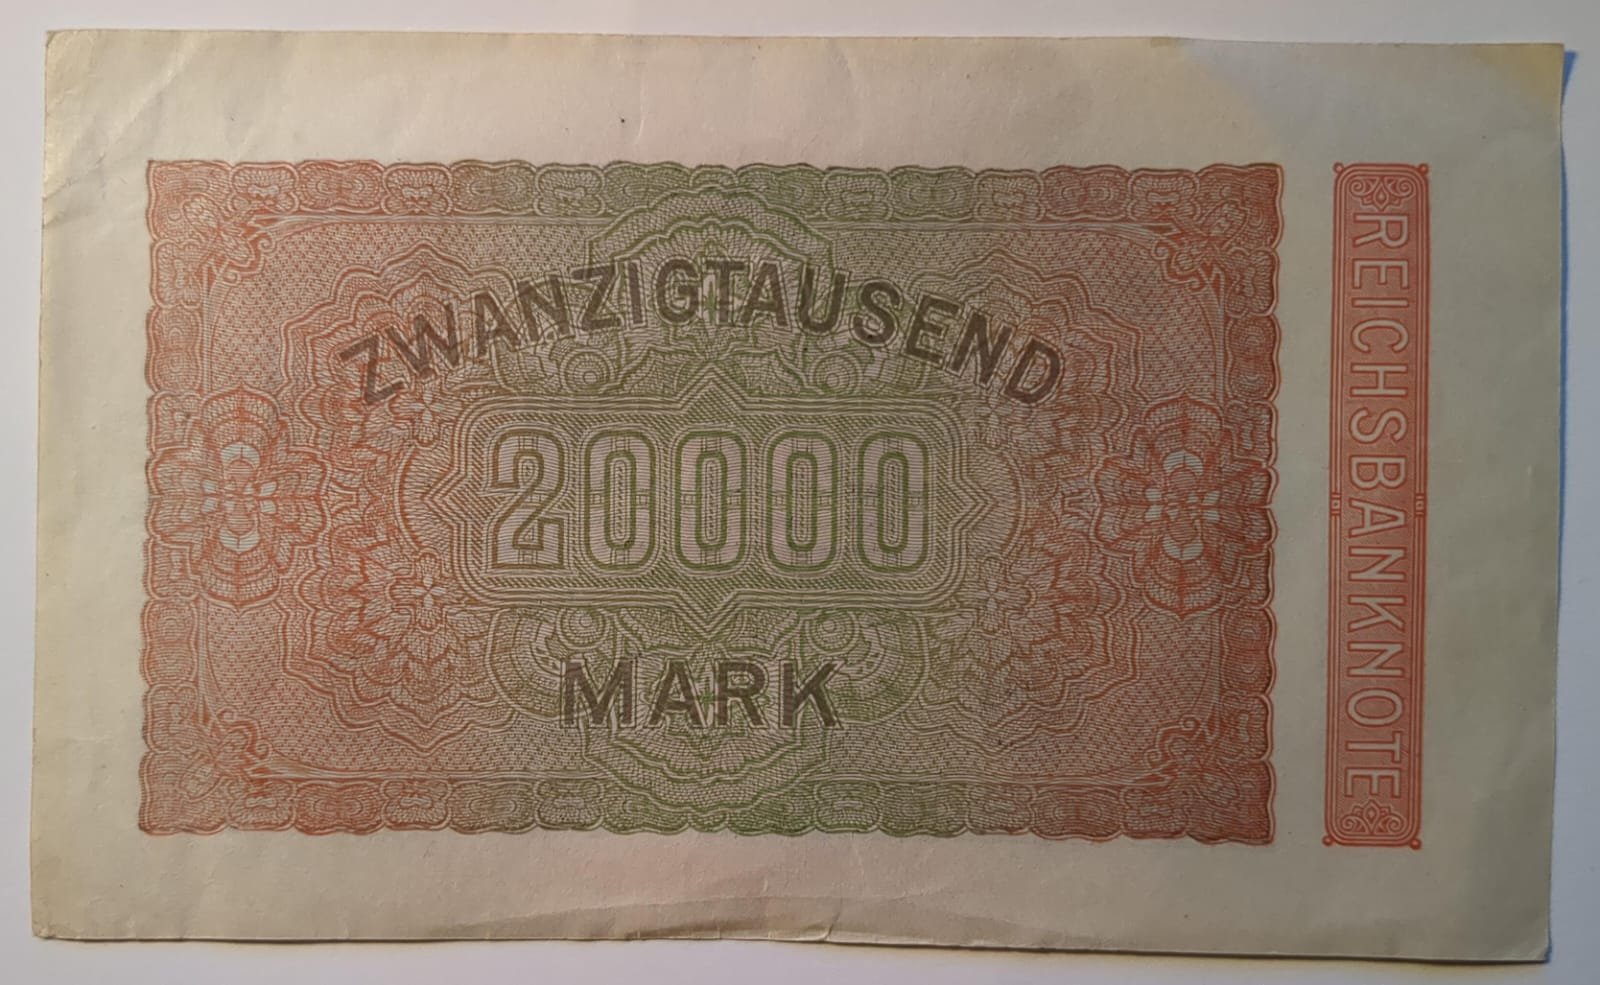 ZWANZIGTAUSEND
20000
MARK
REICHSBANKNOTE